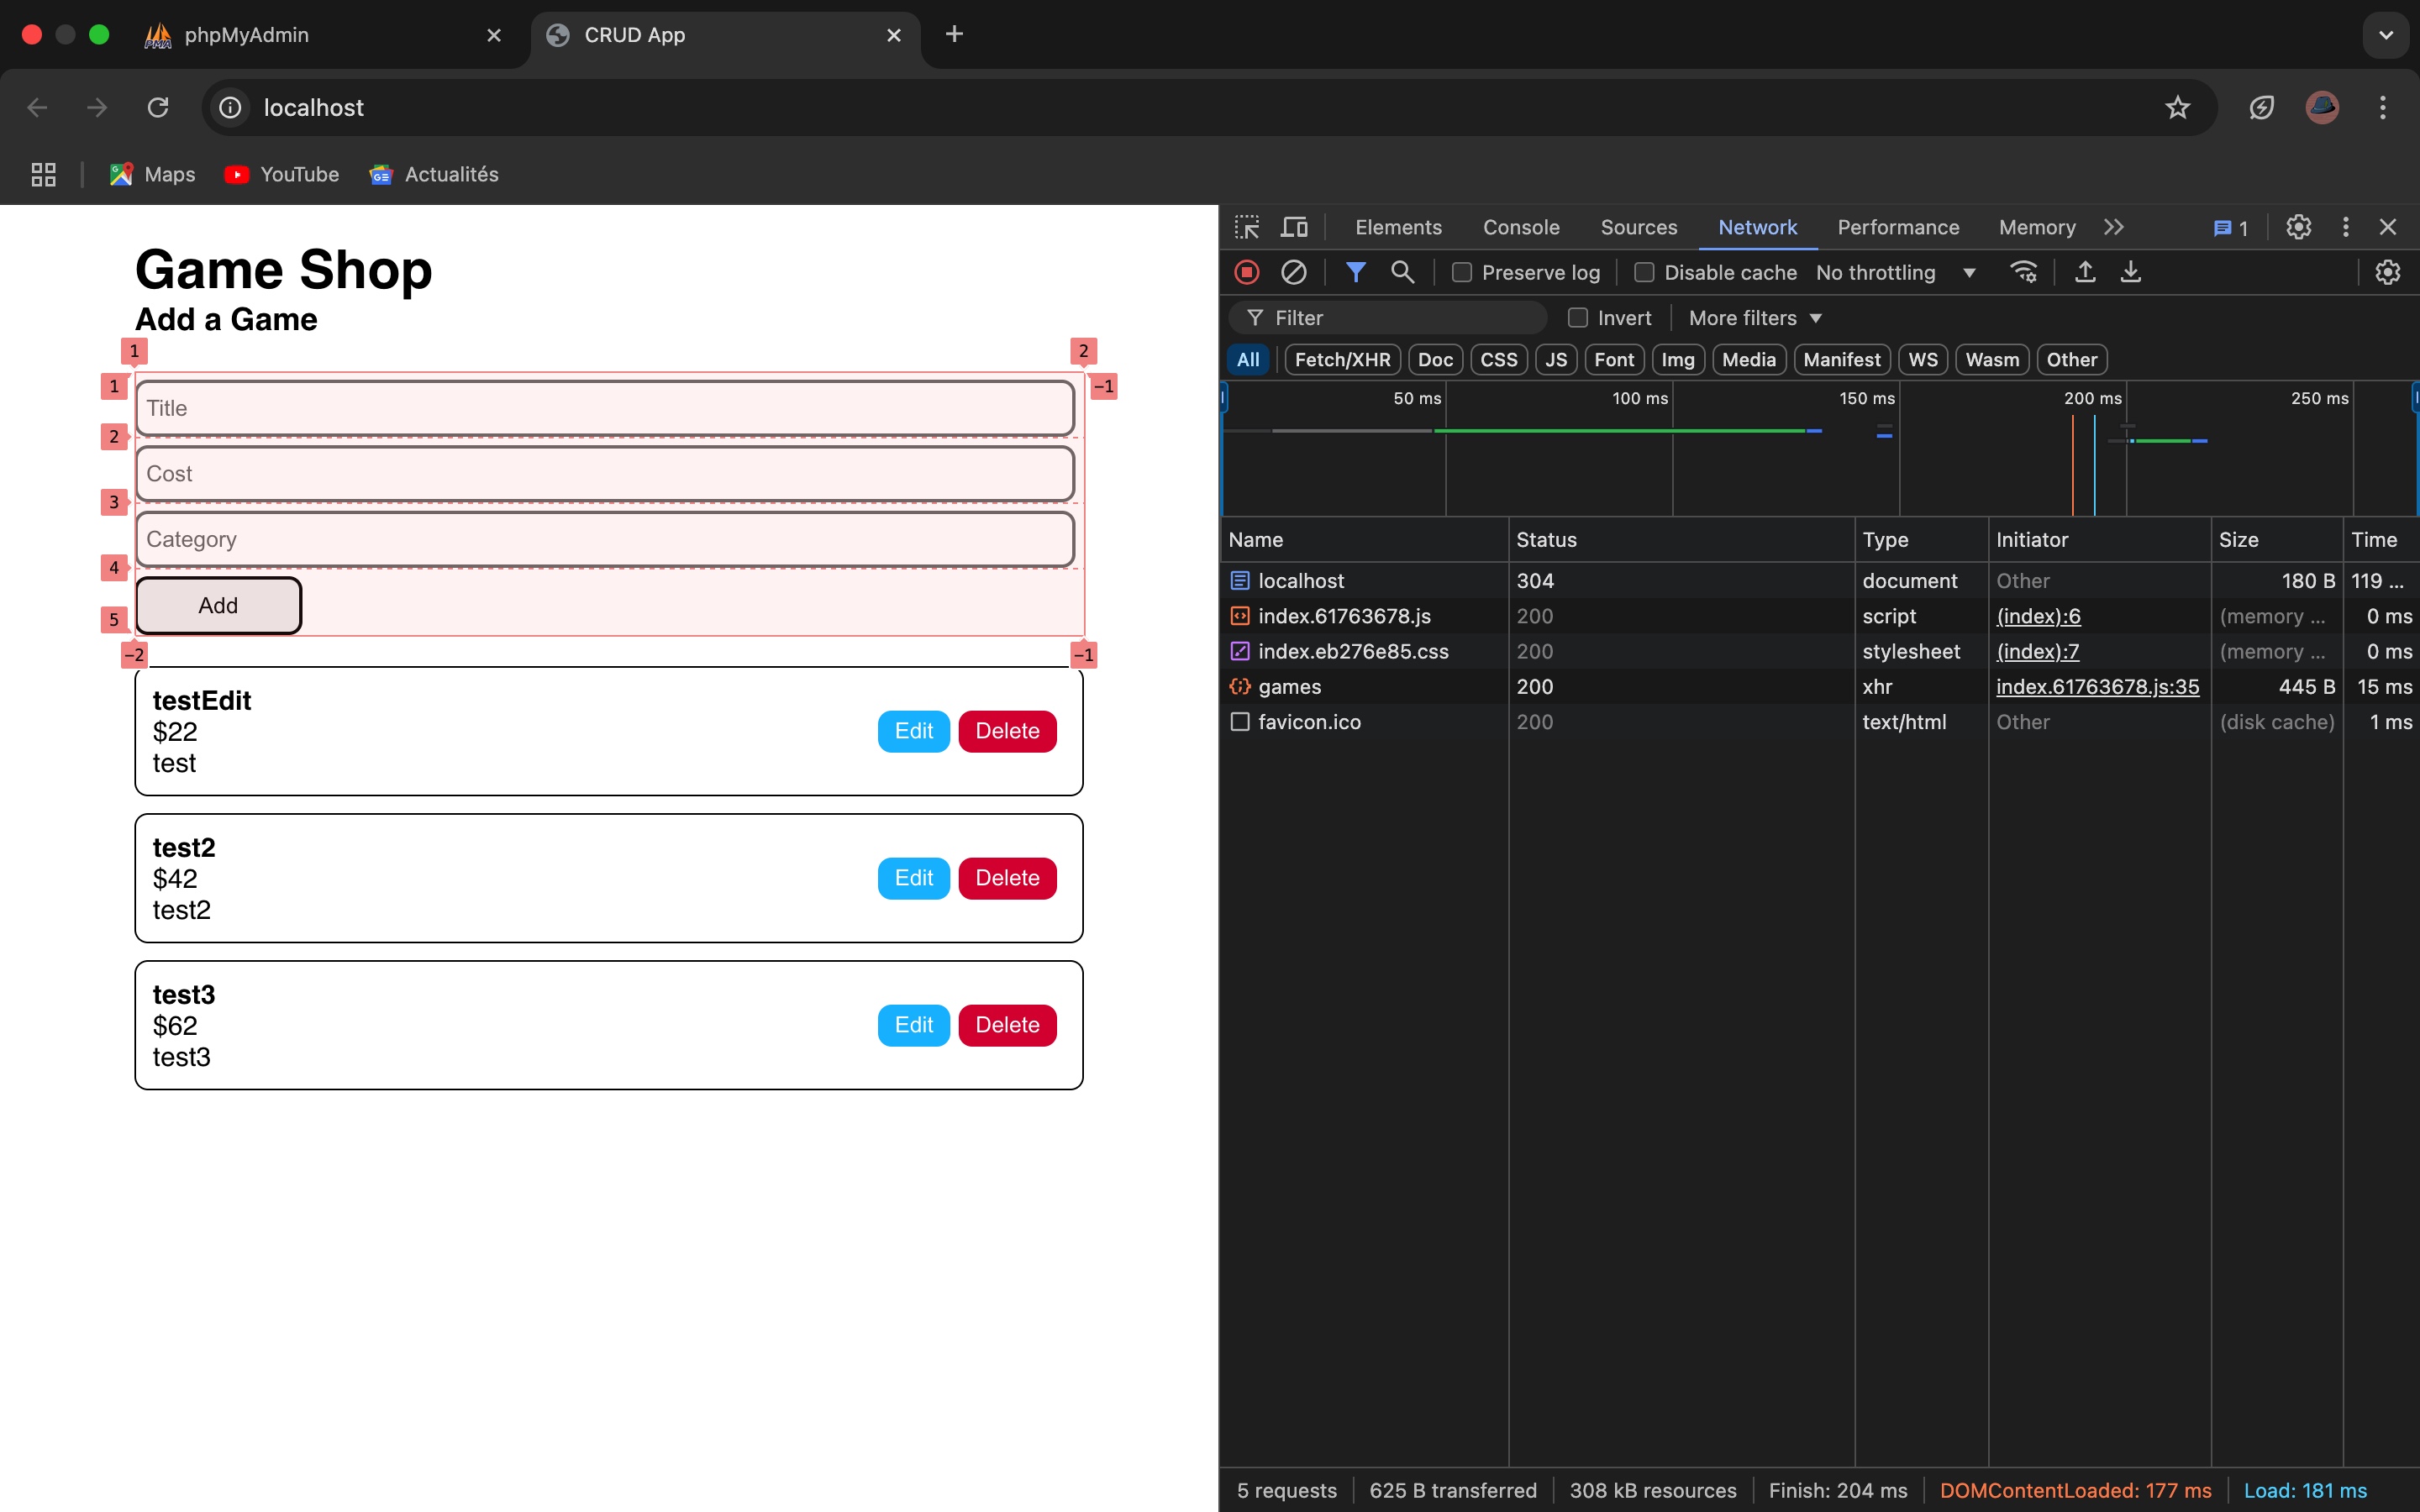 phpMyAdmin
CRUD App
localhost
Maps
YouTube
Actualités
Game Shop
Add a Game
1 2
1 −1
Title
2
Cost
3
Category
4
Add
5
−2 −1
testEdit
$22
test
Edit Delete
test2
$42
test2
Edit Delete
test3
$62
test3
Edit Delete
Elements Console Sources Network Performance Memory 1
Preserve log Disable cache No throttling
Filter Invert More filters
All Fetch/XHR Doc CSS JS Font Img Media Manifest WS Wasm Other
50 ms 100 ms 150 ms 200 ms 250 ms
Name Status Type Initiator Size Time
localhost 304 document Other 180 B 119 ...
index.61763678.js 200 script (index):6 (memory ... 0 ms
index.eb276e85.css 200 stylesheet (index):7 (memory ... 0 ms
games 200 xhr index.61763678.js:35 445 B 15 ms
favicon.ico 200 text/html Other (disk cache) 1 ms
5 requests 625 B transferred 308 kB resources Finish: 204 ms DOMContentLoaded: 177 ms Load: 181 ms